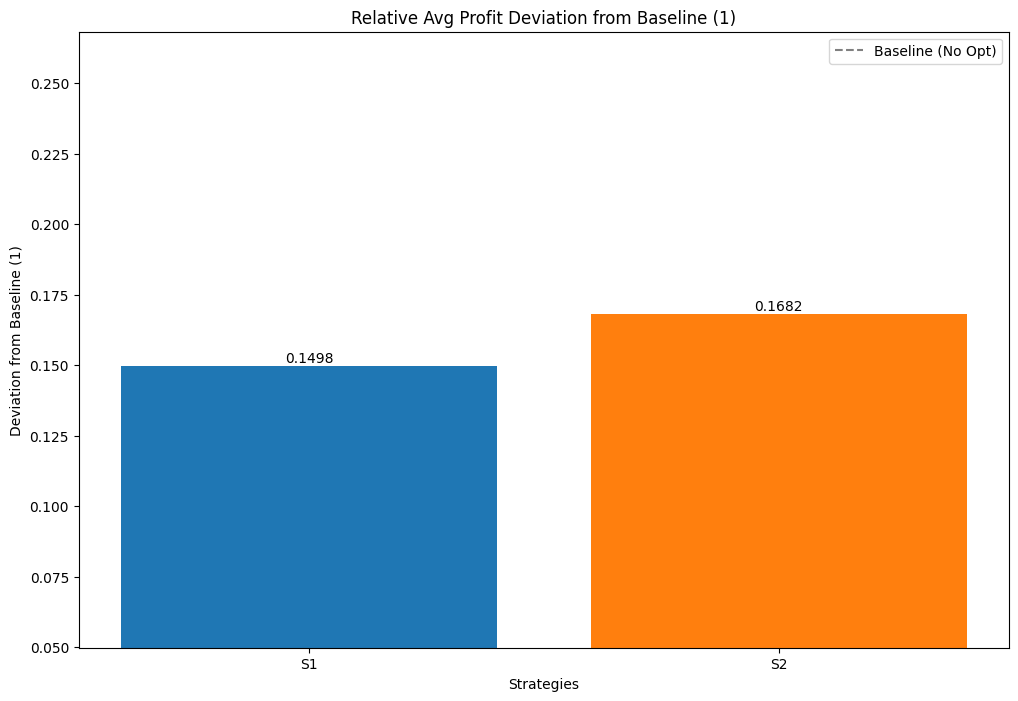 Relative Avg Profit Deviation from Baseline (1)
Baseline (No Opt)
0.250
0.225
0.200
0.175
0.150
0.125
0.100
0.075
0.050
Deviation from Baseline (1)
0.1498
0.1682
S1
S2
Strategies